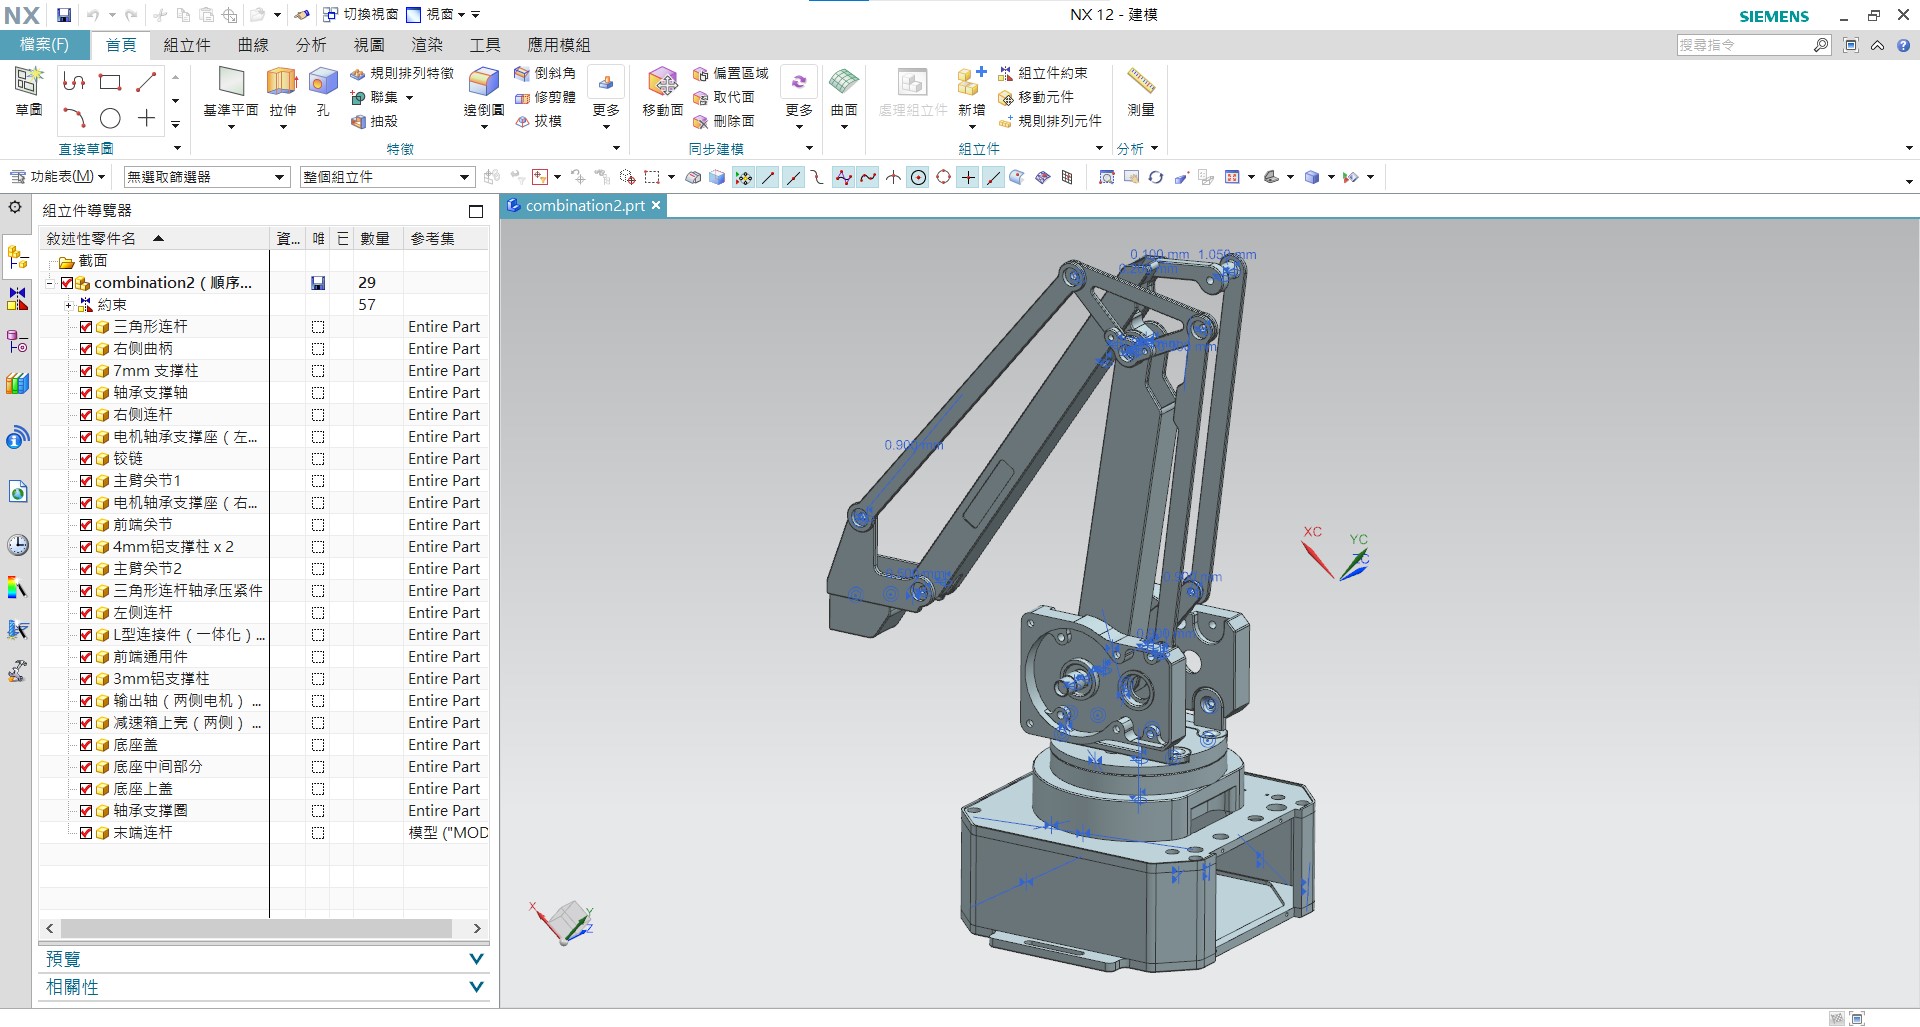 NX 切換視窗 視窗 NX 12 - 建模 SIEMENS
檔案(F) 首頁 組立件 曲線 分析 視圖 渲染 工具 應用模組 搜尋指令
草圖 直接草圖
基準平面 拉伸 孔 規則排列特徵 聯集 抽殼 邊倒圓 倒斜角 修剪體 拔模 更多 特徵
移動面 偏置區域 取代面 刪除面 更多 同步建模
曲面
處理組立件 新增 組立件約束 移動元件 規則排列元件 組立件
測量 分析
功能表(M) 無選取篩選器 整個組立件
組立件導覽器 combination2.prt
敘述性零件名 資... 唯 已 數量 參考集
截面
combination2 ( 順序... 29
約束 57
三角形连杆 Entire Part
右侧曲柄 Entire Part
7mm 支撑柱 Entire Part
轴承支撑轴 Entire Part
右侧连杆 Entire Part
电机轴承支撑座 ( 左... Entire Part
铰链 Entire Part
主臂关节1 Entire Part
电机轴承支撑座 ( 右... Entire Part
前端关节 Entire Part
4mm铝支撑柱 x 2 Entire Part
主臂关节2 Entire Part
三角形连杆轴承压紧件 Entire Part
左侧连杆 Entire Part
L型连接件 ( 一体化 ) ... Entire Part
前端通用件 Entire Part
3mm铝支撑柱 Entire Part
输出轴 ( 两侧电机 ) ... Entire Part
减速箱上壳 ( 两侧 ) ... Entire Part
底座盖 Entire Part
底座中间部分 Entire Part
底座上盖 Entire Part
轴承支撑圈 Entire Part
末端连杆 模型 ("MOD
預覽
相關性
0.100 mm 1.050 mm
XC YC ZC
X Y Z